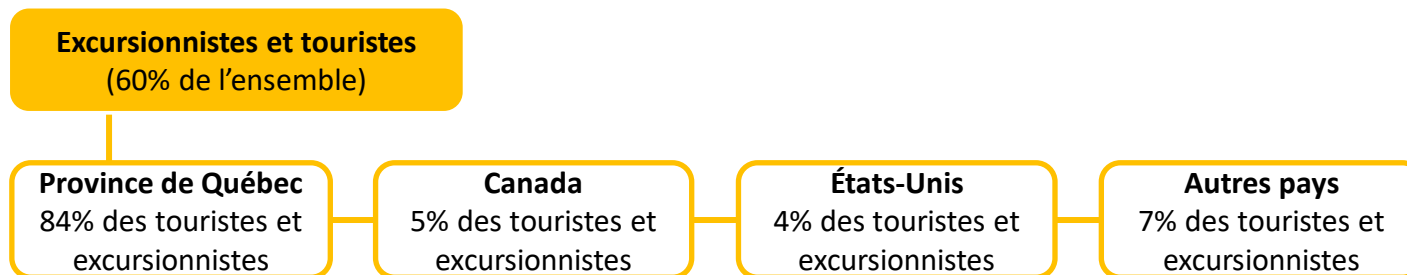 Excursionnistes et touristes
(60% de l’ensemble)
Province de Québec
84% des touristes et
excursionnistes
Canada
5% des touristes et
excursionnistes
États-Unis
4% des touristes et
excursionnistes
Autres pays
7% des touristes et
excursionnistes